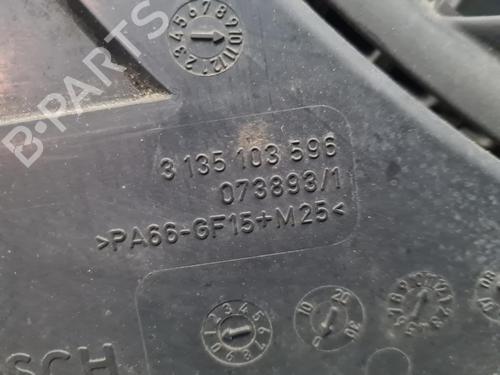 B-PARTS
3 135 103 596
073893/1
>PA66-GF15+M25<
SCH